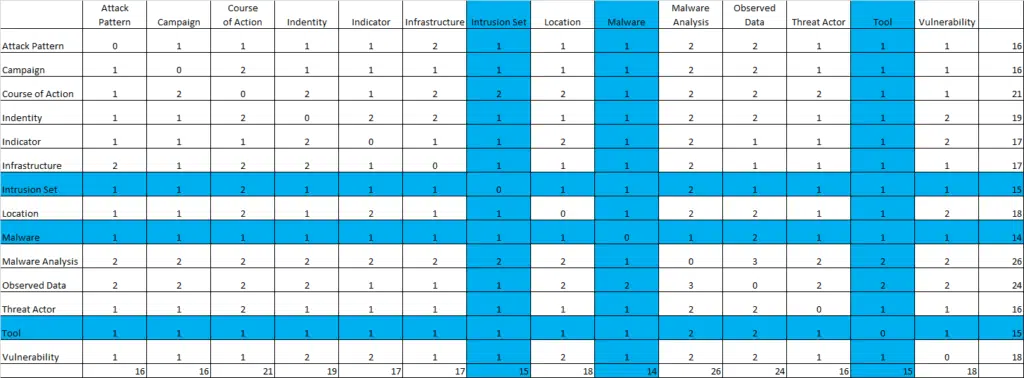 Attack Pattern Campaign Course of Action Indentity Indicator Infrastructure Intrusion Set Location Malware Malware Analysis Observed Data Threat Actor Tool Vulnerability
Attack Pattern 0 1 1 1 1 2 1 1 1 2 2 1 1 1 16
Campaign 1 0 2 1 1 1 1 1 1 2 2 1 1 1 16
Course of Action 1 2 0 2 1 2 2 2 1 2 2 2 1 1 21
Indentity 1 1 2 0 2 2 1 1 1 2 2 1 1 2 19
Indicator 1 1 1 2 0 1 1 2 1 2 1 1 1 2 17
Infrastructure 2 1 2 2 1 0 1 1 1 2 1 1 1 1 17
Intrusion Set 1 1 2 1 1 1 0 1 1 2 1 1 1 1 15
Location 1 1 2 1 2 1 1 0 1 2 2 1 1 2 18
Malware 1 1 1 1 1 1 1 1 0 1 2 1 1 1 14
Malware Analysis 2 2 2 2 2 2 2 2 1 0 3 2 2 2 26
Observed Data 2 2 2 2 1 1 1 2 2 3 0 2 2 2 24
Threat Actor 1 1 2 1 1 1 1 1 1 2 2 0 1 1 16
Tool 1 1 1 1 1 1 1 1 1 2 2 1 0 1 15
Vulnerability 1 1 1 2 2 1 1 2 1 2 2 1 1 0 18
16 16 21 19 17 17 15 18 14 26 24 16 15 18